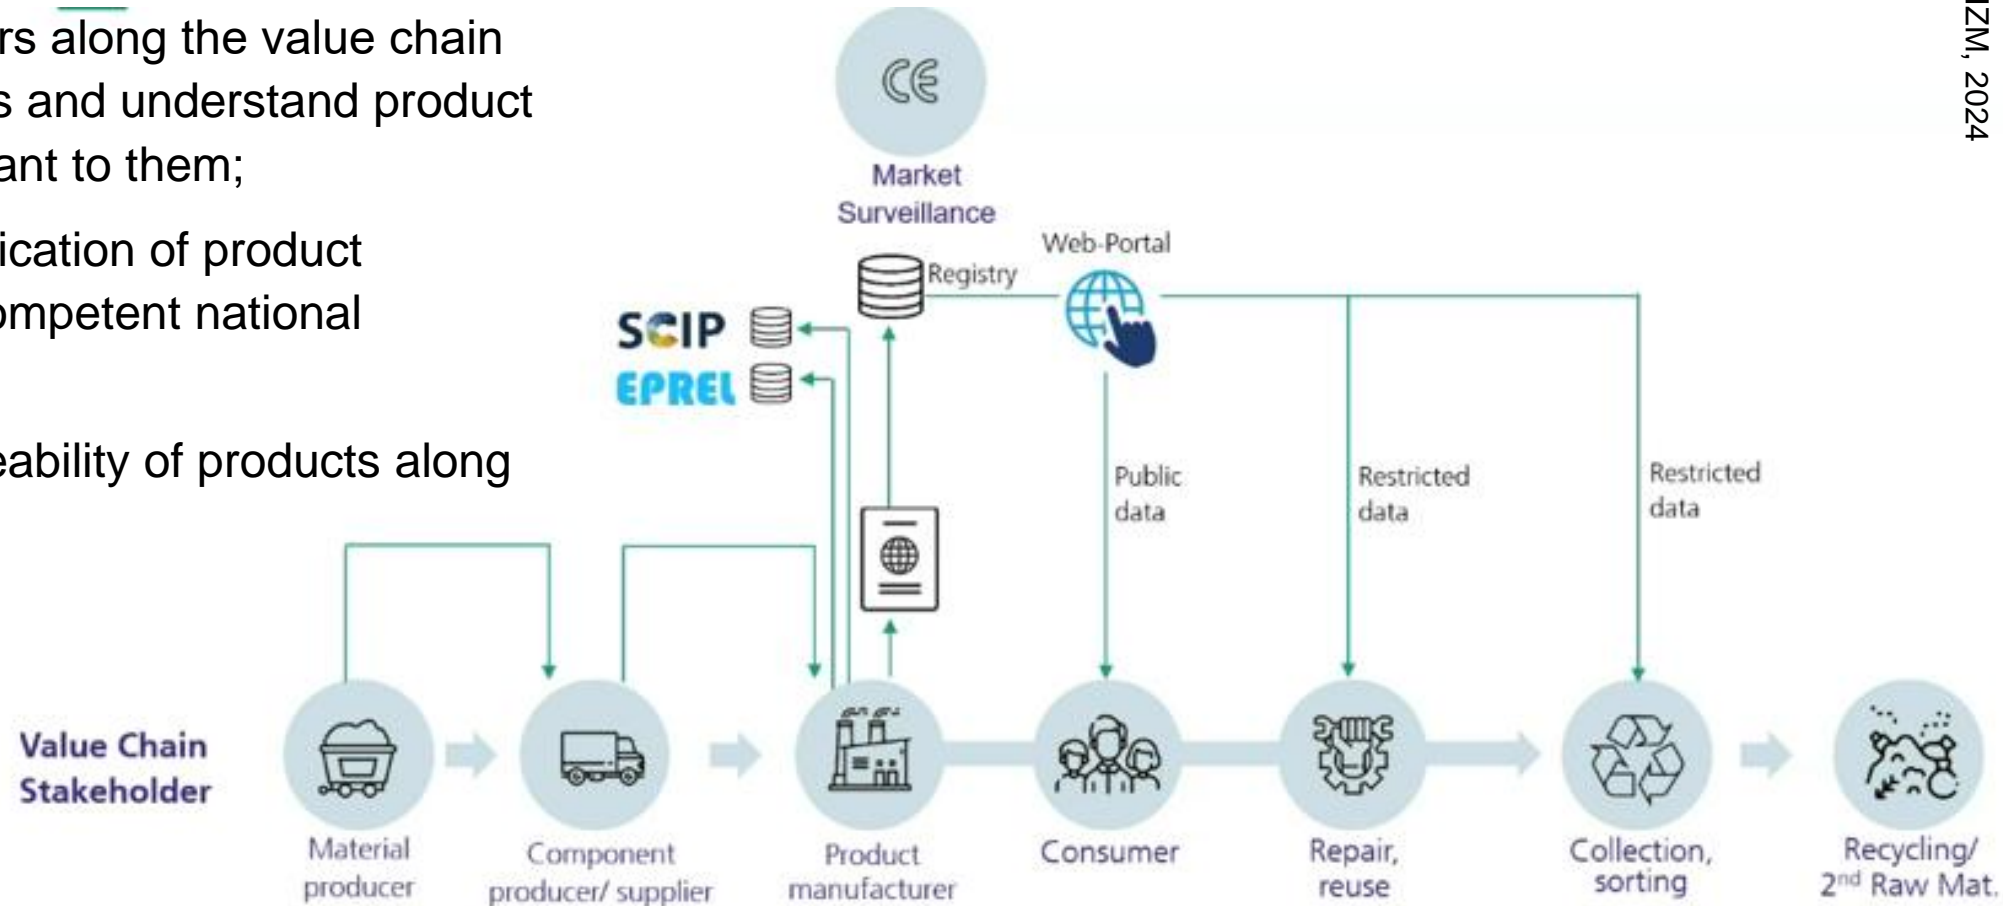 rs along the value chain
s and understand product
ant to them;
ication of product
ompetent national
eability of products along
IZM, 2024
CE
Market
Surveillance
Web-Portal
Registry
SCIP
EPREL
Public
data
Restricted
data
Restricted
data
Value Chain
Stakeholder
Material
producer
Component
producer/ supplier
Product
manufacturer
Consumer
Repair,
reuse
Collection,
sorting
Recycling/
2nd Raw Mat.